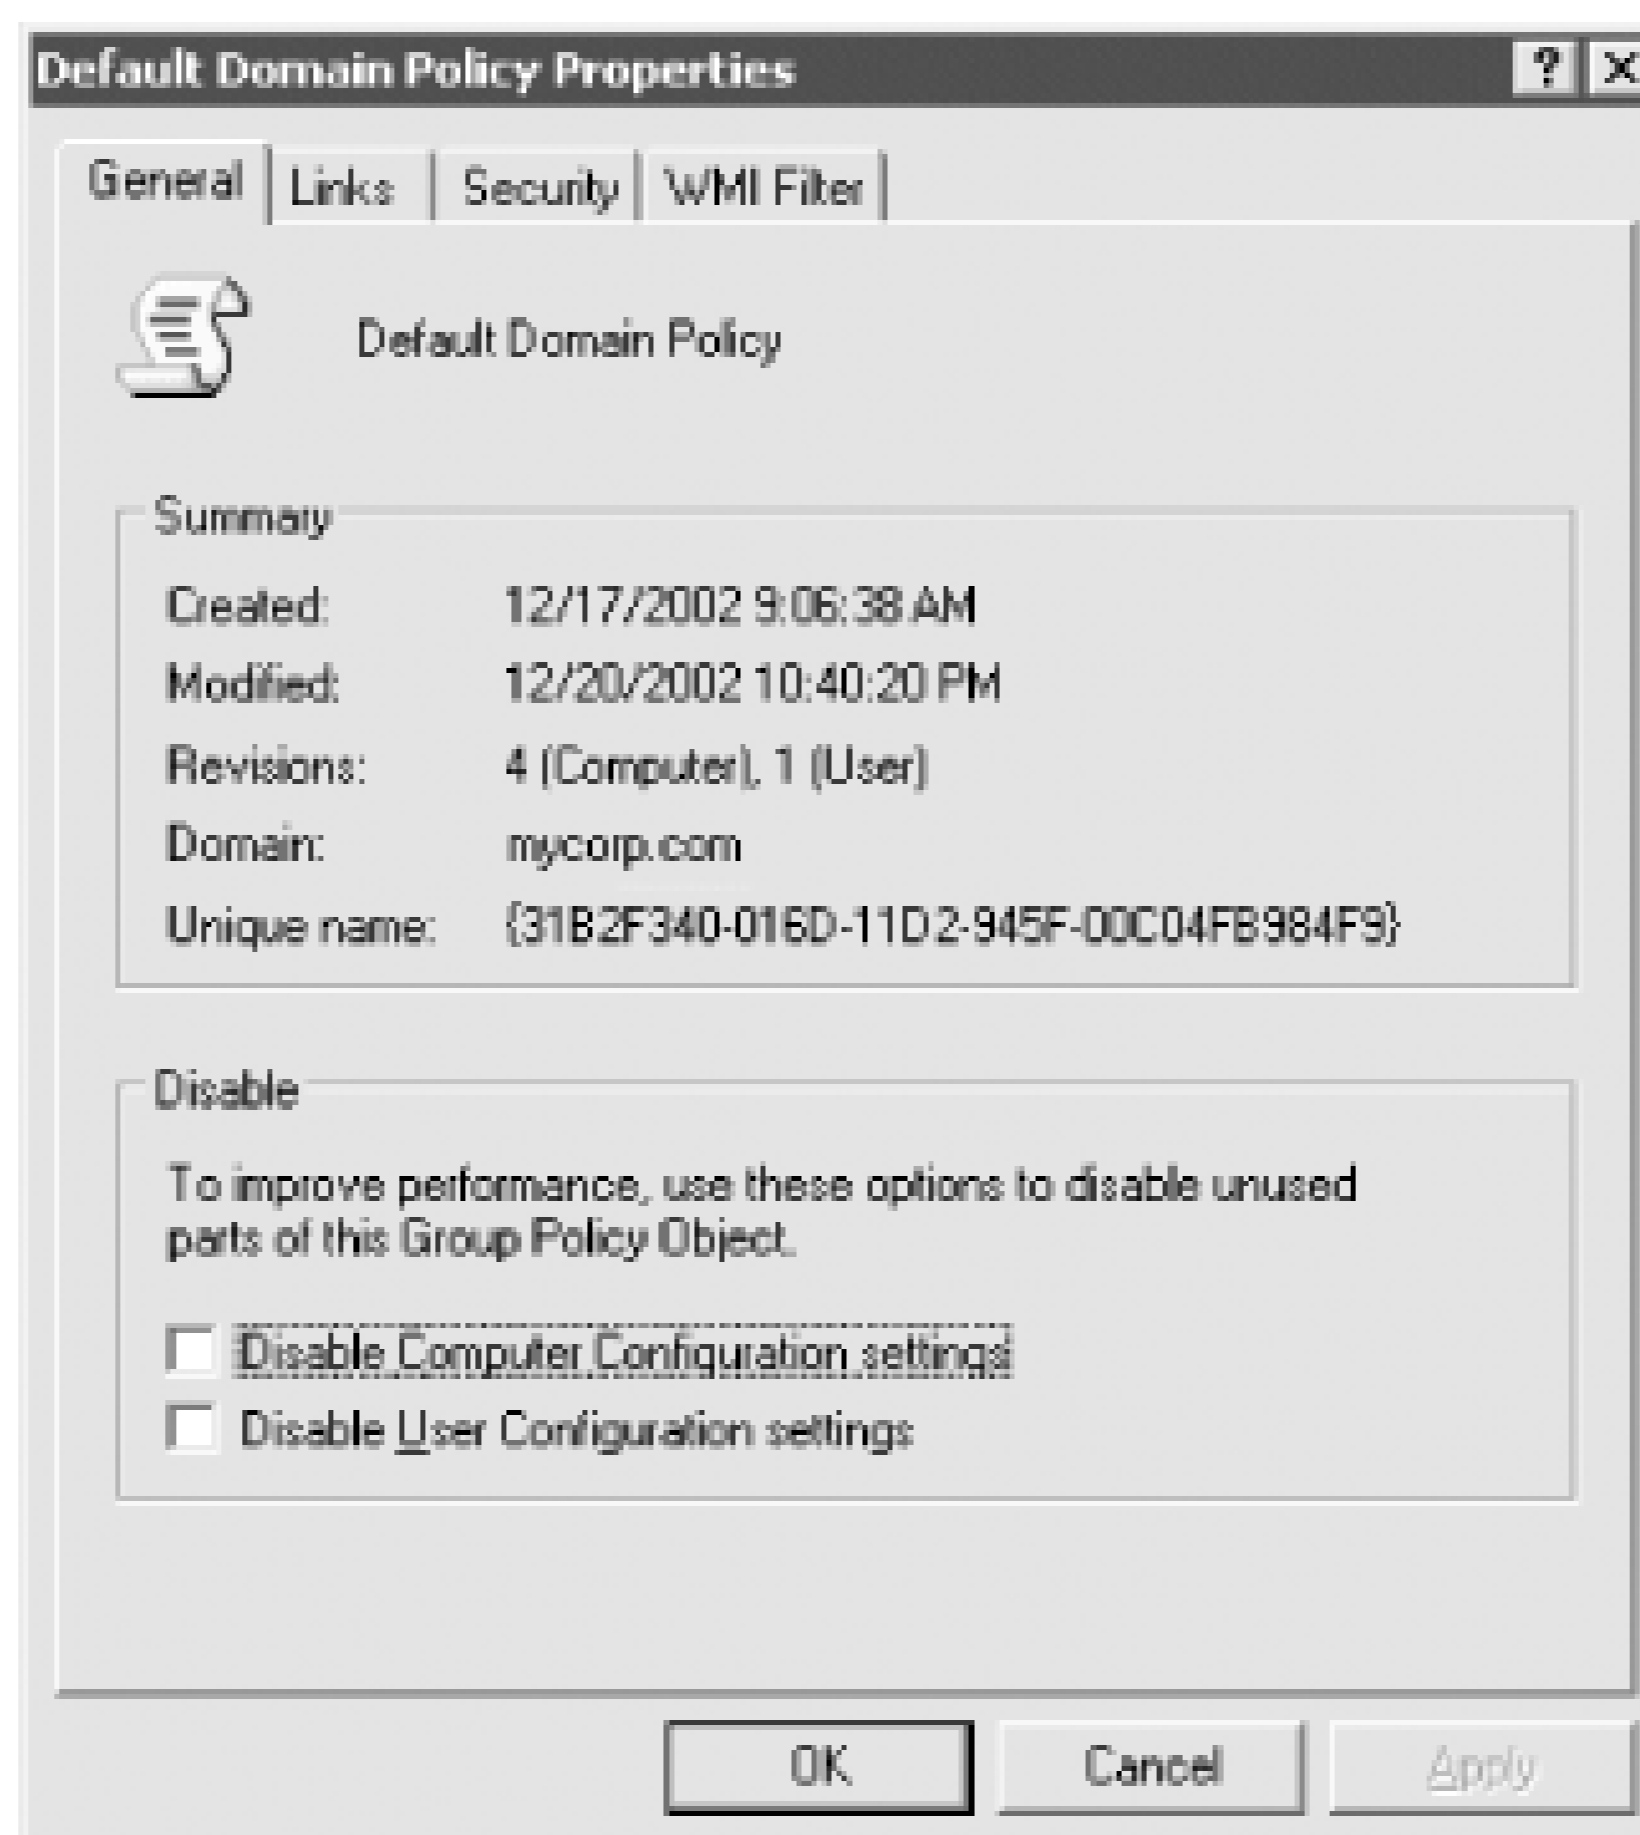 Default Domain Policy Properties
? X
General Links Security WMI Filter
Default Domain Policy
Summary
Created: 12/17/2002 9:06:38 AM
Modified: 12/20/2002 10:40:20 PM
Revisions: 4 (Computer), 1 (User)
Domain: mycorp.com
Unique name: {31B2F340-016D-11D2-945F-00C04FB984F9}
Disable
To improve performance, use these options to disable unused
parts of this Group Policy Object.
Disable Computer Configuration settings
Disable User Configuration settings
OK Cancel Apply